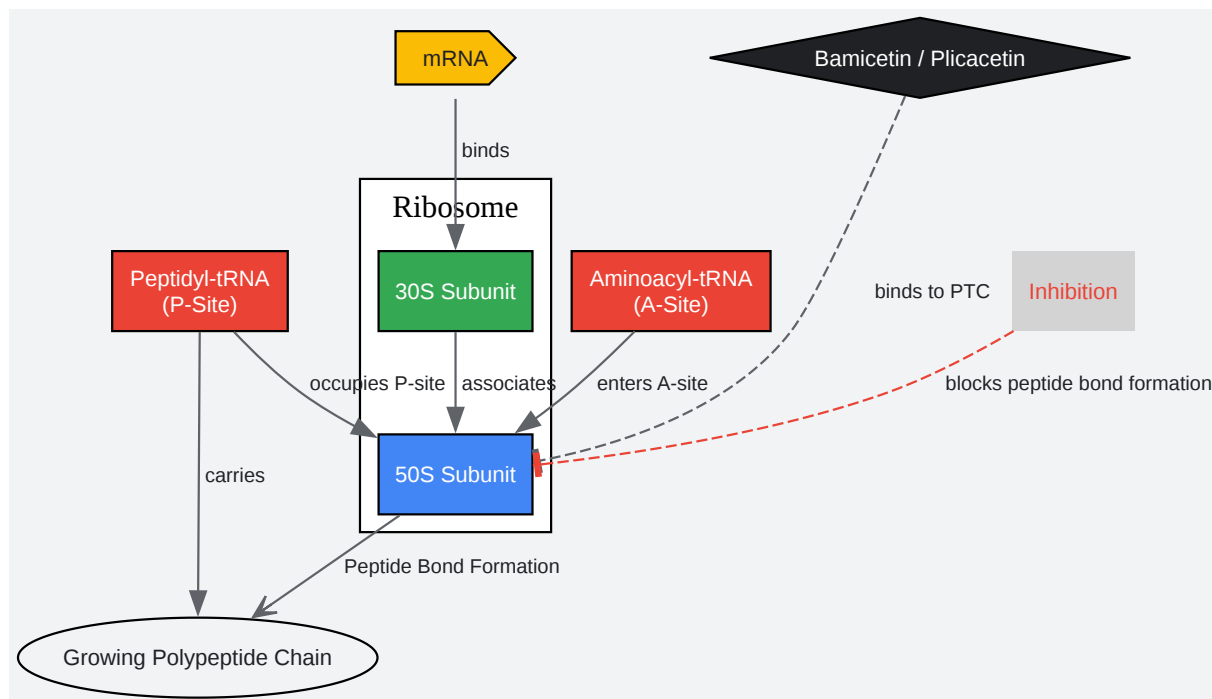 mRNA
Bamicetin / Plicacetin
binds
Ribosome
Peptidyl-tRNA
(P-Site)
30S Subunit
Aminoacyl-tRNA
(A-Site)
binds to PTC
Inhibition
occupies P-site
associates
enters A-site
blocks peptide bond formation
50S Subunit
carries
Peptide Bond Formation
Growing Polypeptide Chain